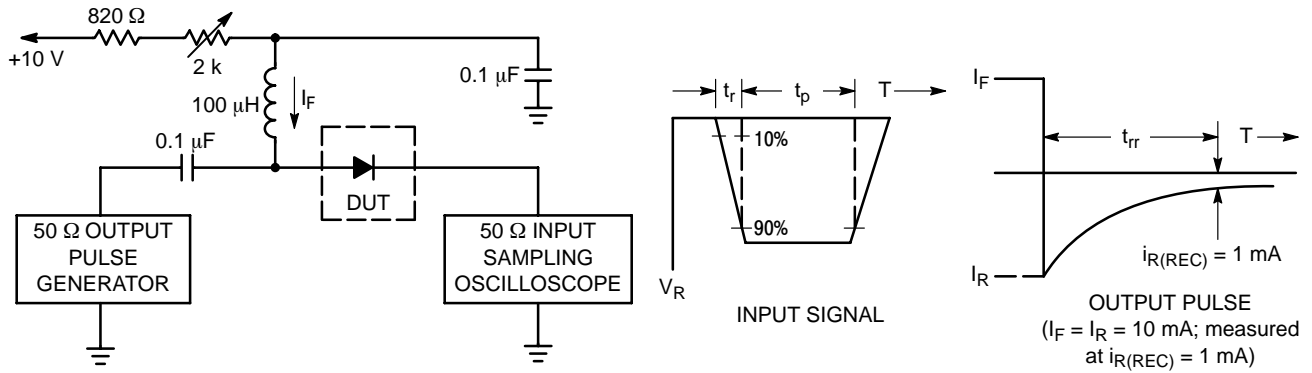 820 Ω
+10 V
2 k
100 μH
I_F
0.1 μF
0.1 μF
DUT
50 Ω OUTPUT
PULSE
GENERATOR
50 Ω INPUT
SAMPLING
OSCILLOSCOPE
t_r
t_p
T
10%
90%
V_R
INPUT SIGNAL
I_F
t_rr
T
I_R
i_R(REC) = 1 mA
OUTPUT PULSE
(I_F = I_R = 10 mA; measured
at i_R(REC) = 1 mA)